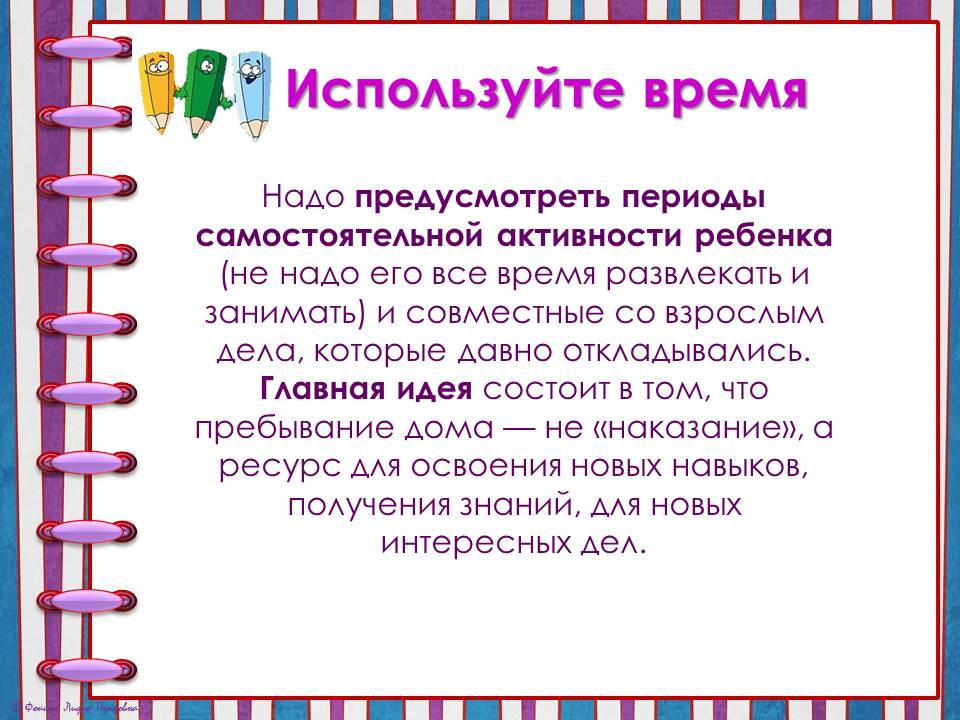 Используйте время
Надо предусмотреть периоды
самостоятельной активности ребенка
(не надо его все время развлекать и
занимать) и совместные со взрослым
дела, которые давно откладывались.
Главная идея состоит в том, что
пребывание дома — не «наказание», а
ресурс для освоения новых навыков,
получения знаний, для новых
интересных дел.
Лидия Петровна